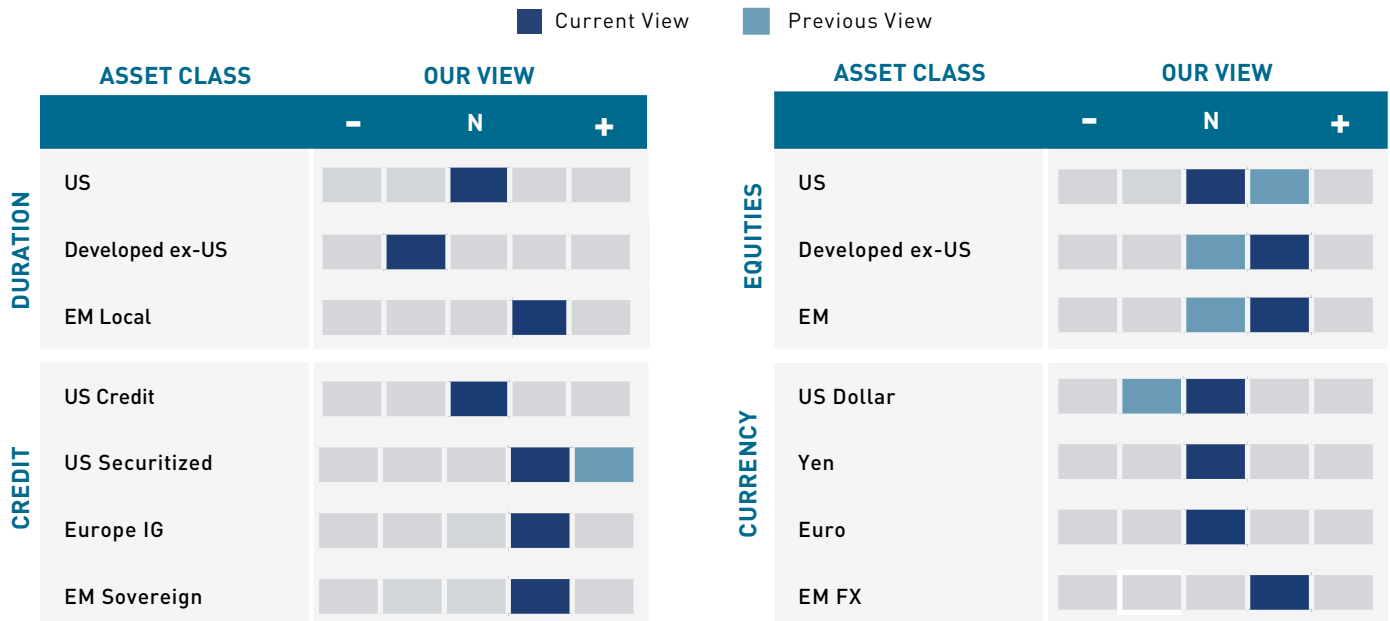 Current View
Previous View
ASSET CLASS
OUR VIEW
- N +
DURATION
US
Developed ex-US
EM Local
CREDIT
US Credit
US Securitized
Europe IG
EM Sovereign
ASSET CLASS
OUR VIEW
- N +
EQUITIES
US
Developed ex-US
EM
CURRENCY
US Dollar
Yen
Euro
EM FX